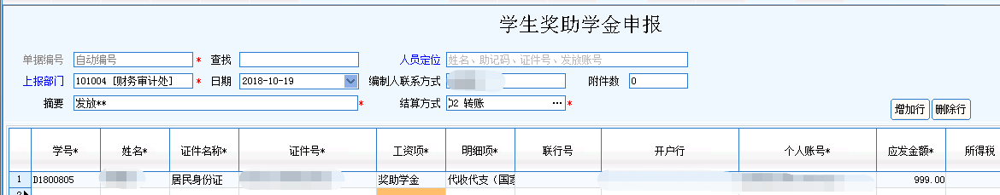 学生奖助学金申报
单据编号 自动编号 * 查找 人员定位 姓名、助记码、证件号、发放账号
上报部门 101004 [财务审计处] * 日期 2018-10-19 编制人联系方式 附件数 0
摘要 发放** * 结算方式 02 转账 … *
增加行 删除行
学号* 姓名* 证件名称* 证件号* 工资项* 明细项* 联行号 开户行 个人账号* 应发金额* 所得税
1 D1800805 居民身份证 奖助学金 代收代支（国家 999.00